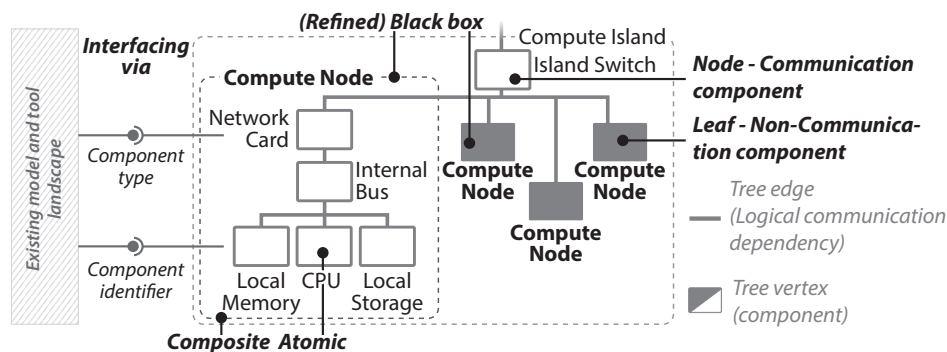 (Refined) Black box
Interfacing
via
Compute Island
Island Switch
Compute Node
Node - Communication
component
Network
Card
Leaf - Non-Communica-
tion component
Existing model and tool
landscape
Component
type
Internal
Bus
Compute
Node
Compute
Node
Compute
Node
Tree edge
(Logical communication
dependency)
Component
identifier
Local
Memory
CPU
Local
Storage
Tree vertex
(component)
Composite
Atomic